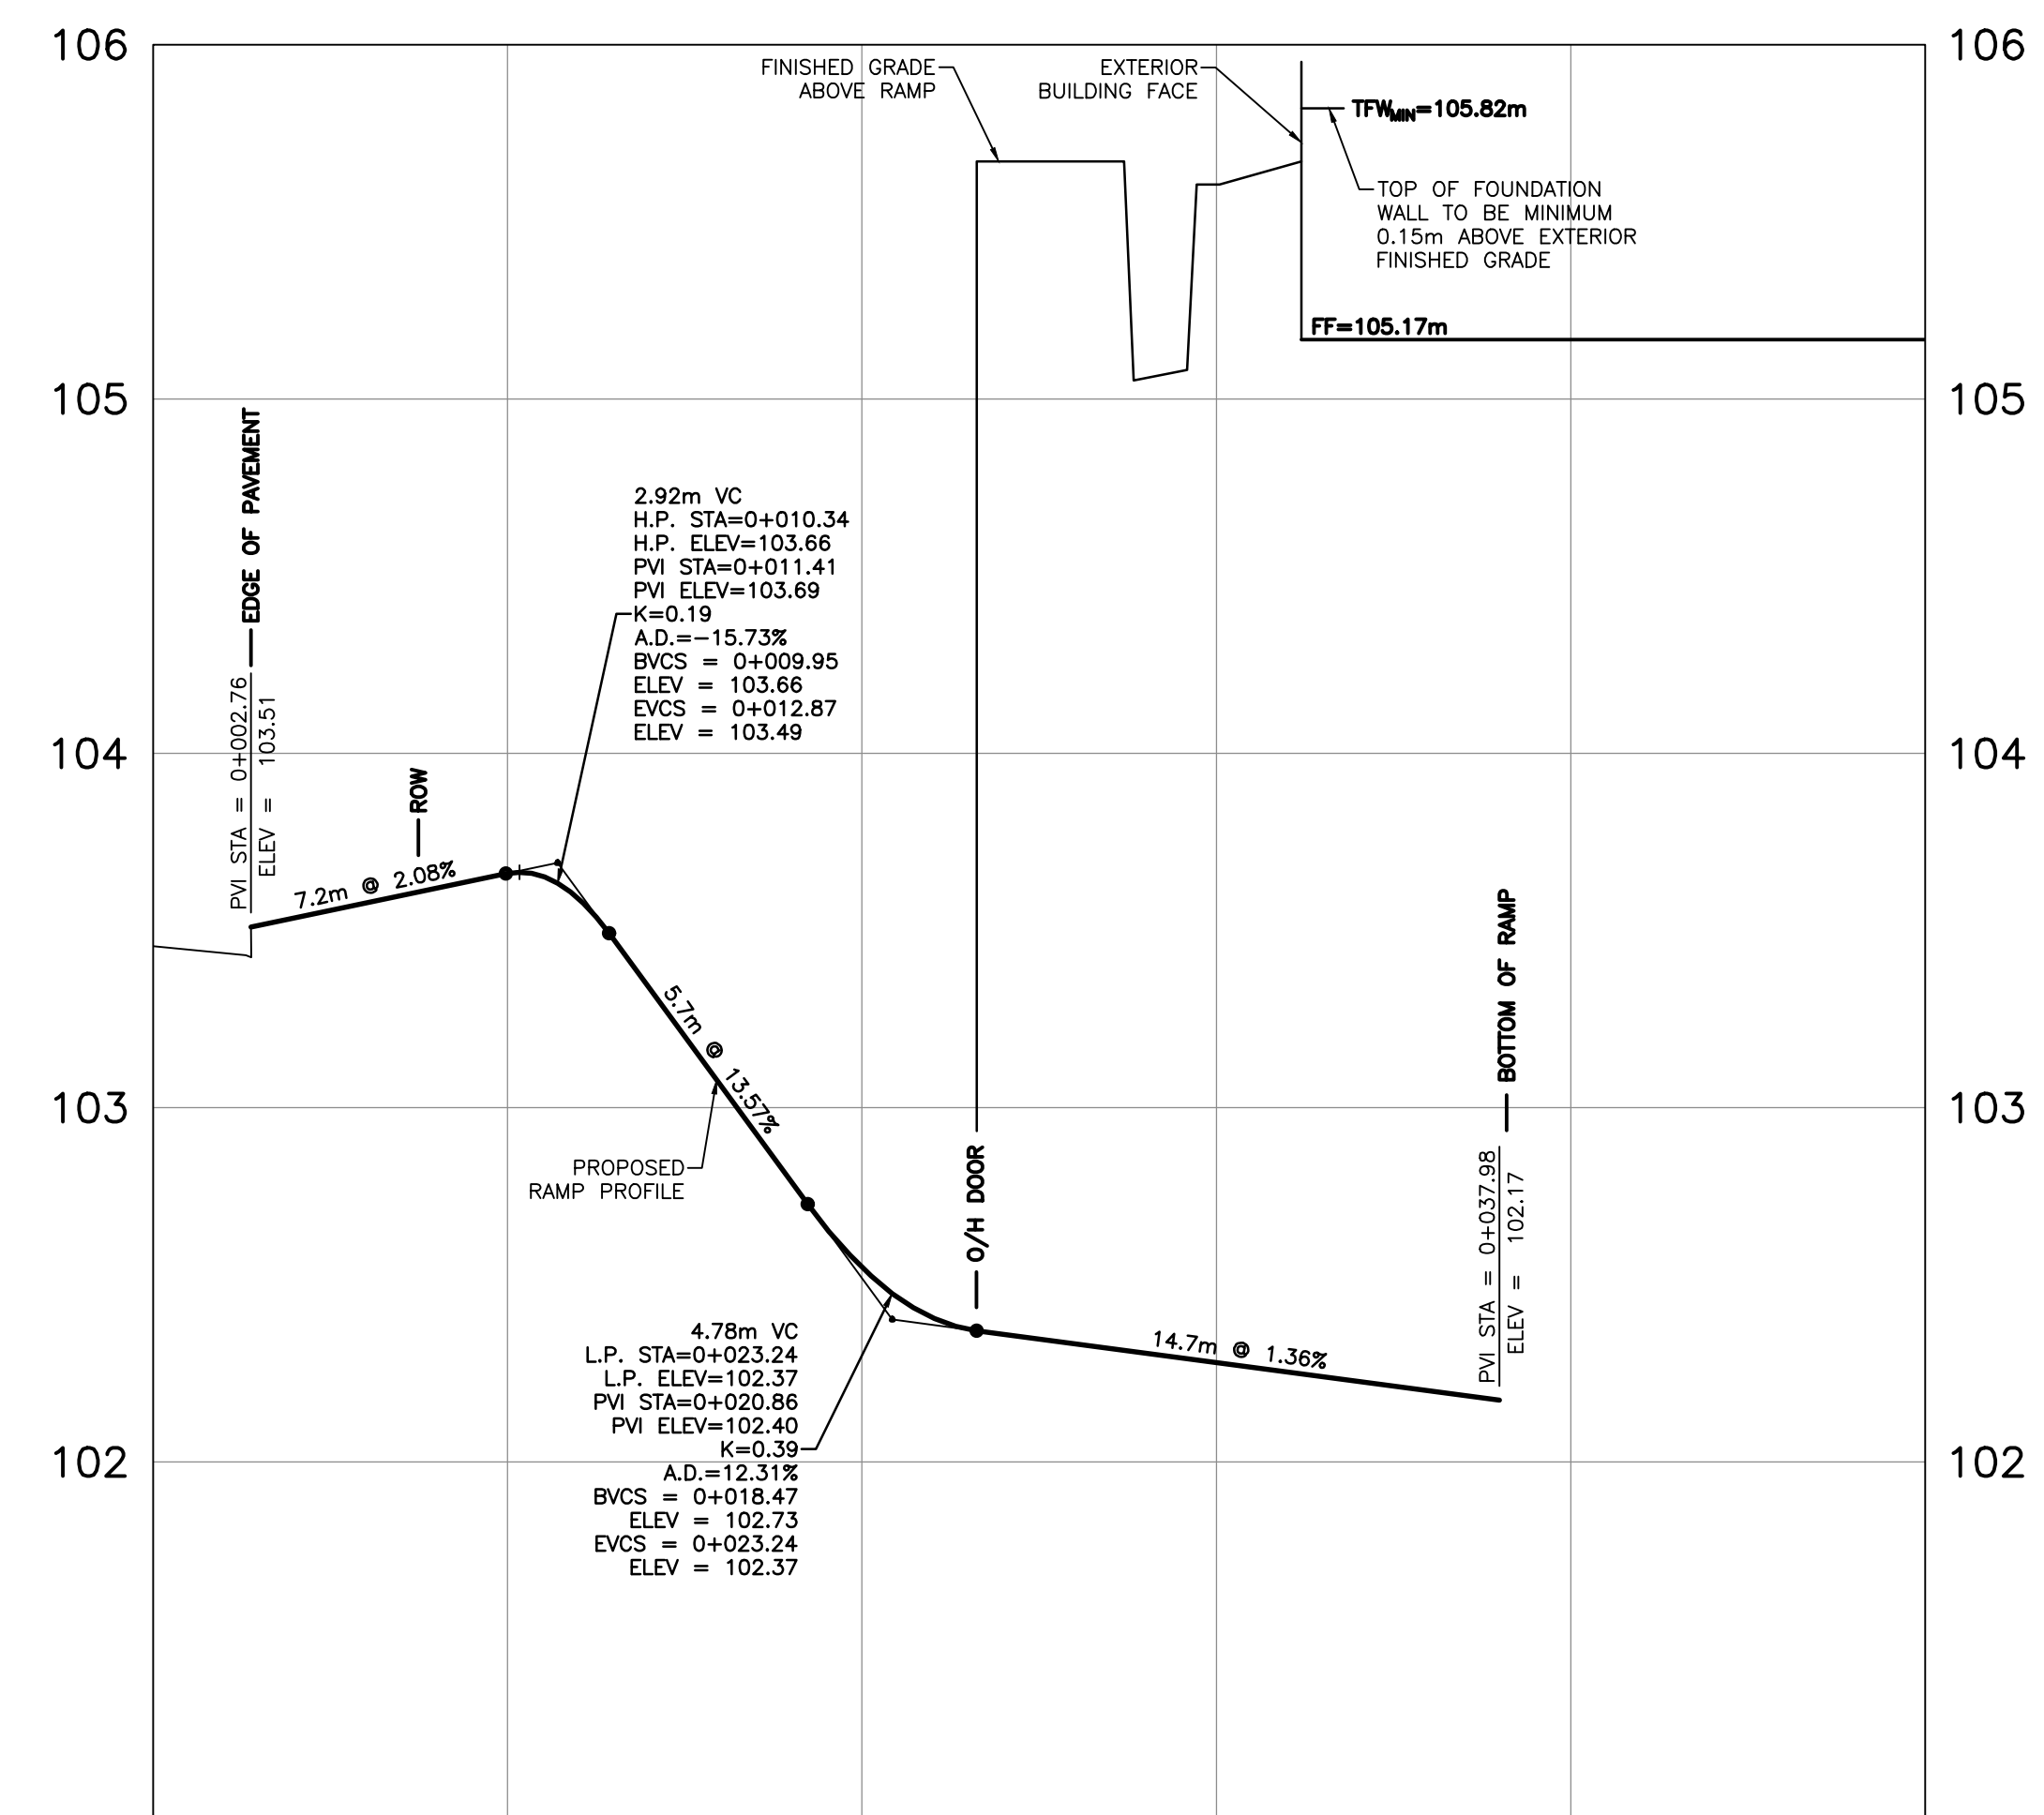 106
106
FINISHED GRADE
ABOVE RAMP
EXTERIOR
BUILDING FACE
TFWMIN=105.82m
TOP OF FOUNDATION
WALL TO BE MINIMUM
0.15m ABOVE EXTERIOR
FINISHED GRADE
FF=105.17m
105
105
EDGE OF PAVEMENT
PVI STA = 0+002.76
ELEV = 103.51
2.92m VC
H.P. STA=0+010.34
H.P. ELEV=103.66
PVI STA=0+011.41
PVI ELEV=103.69
K=0.19
A.D.=-15.73%
BVCS = 0+009.95
ELEV = 103.66
EVCS = 0+012.87
ELEV = 103.49
104
104
ROW
7.2m @ 2.08%
5.7m @ 13.57%
103
103
PROPOSED
RAMP PROFILE
O/H DOOR
BOTTOM OF RAMP
PVI STA = 0+037.98
ELEV = 102.17
14.7m @ 1.36%
4.78m VC
L.P. STA=0+023.24
L.P. ELEV=102.37
PVI STA=0+020.86
PVI ELEV=102.40
K=0.39
A.D.=12.31%
BVCS = 0+018.47
ELEV = 102.73
EVCS = 0+023.24
ELEV = 102.37
102
102